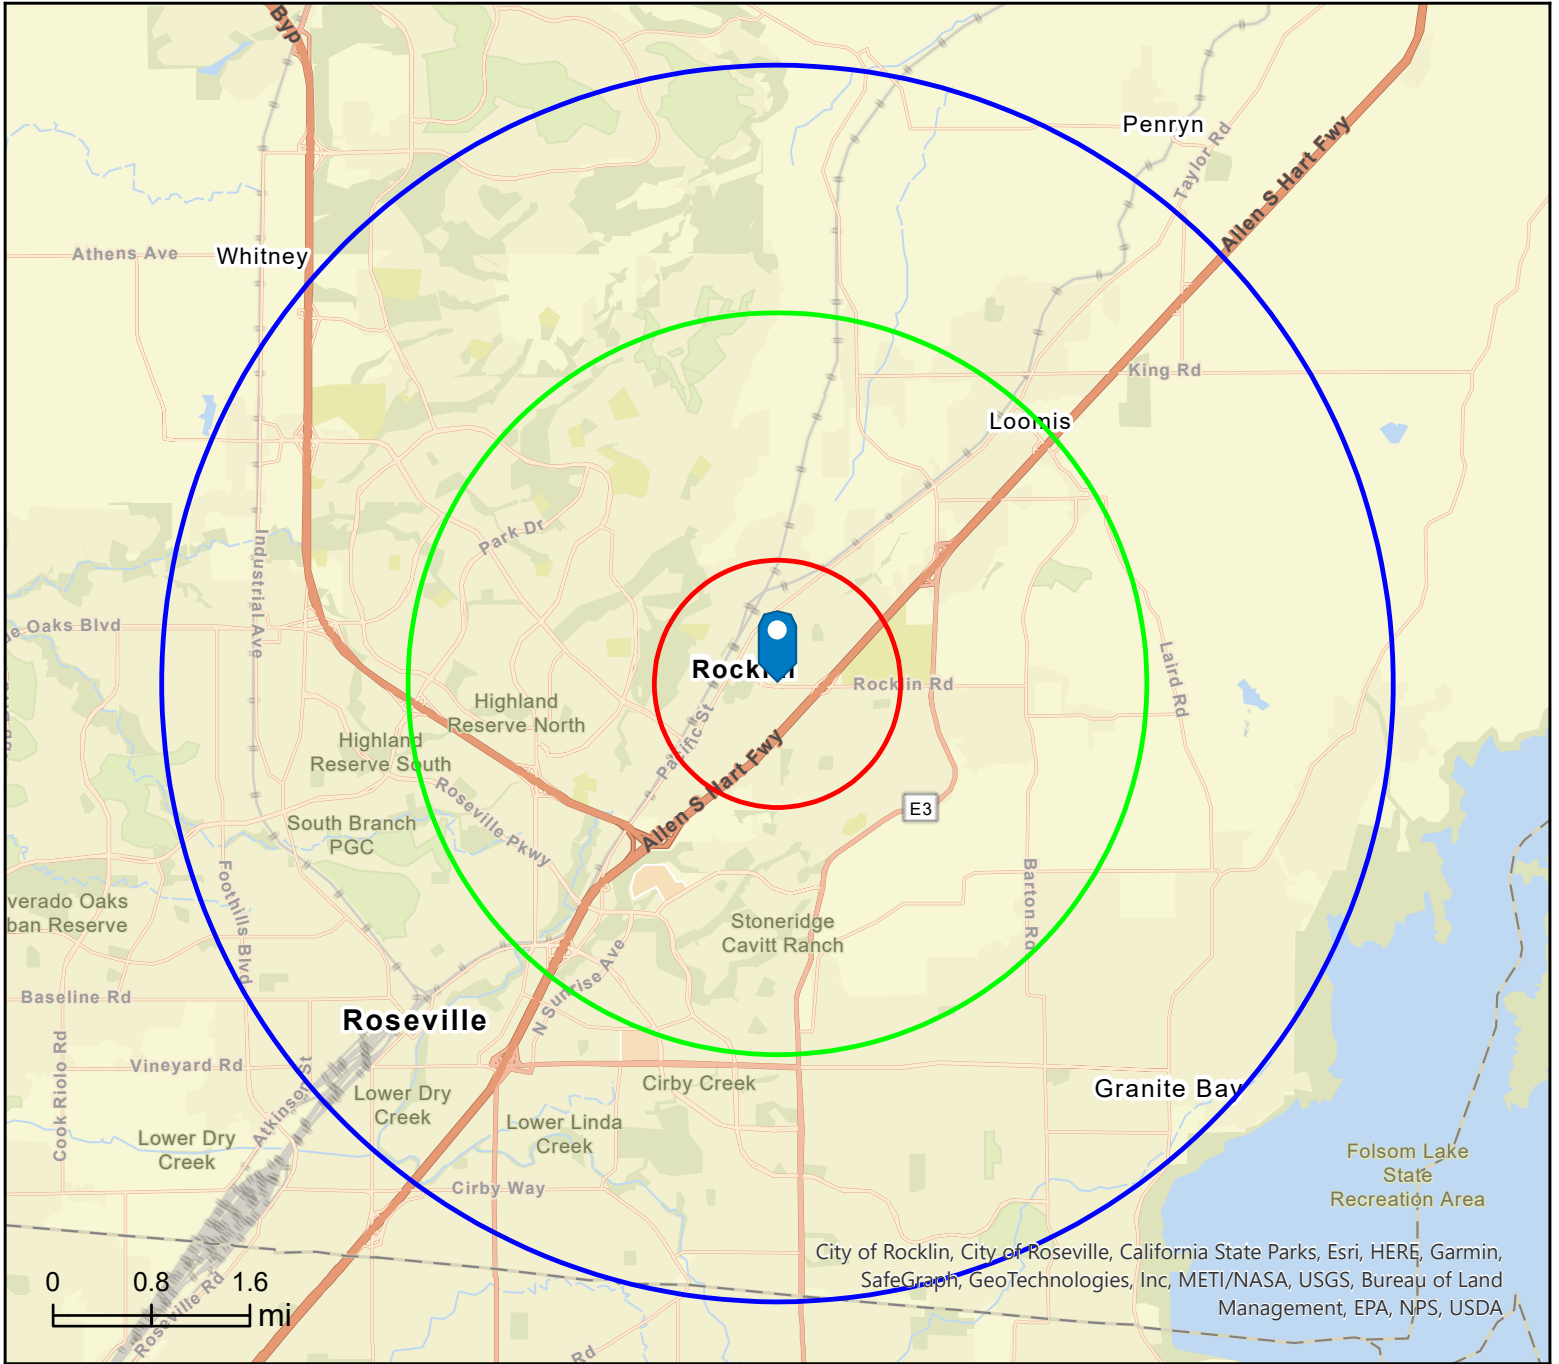 Byp
Penryn
Taylor Rd
Allen S Hart Fwy
Athens Ave
Whitney
King Rd
Loomis
Park Dr
Industrial Ave
e Oaks Blvd
Rocklin
Rocklin Rd
Laird Rd
Highland
Reserve North
Pacific St
Highland
Reserve South
Allen S Hart Fwy
Roseville Pkwy
E3
South Branch
PGC
Foothills Blvd
Barton Rd
verado Oaks
ban Reserve
Stoneridge
Cavitt Ranch
N Sunrise Ave
Baseline Rd
Roseville
Cook Riolo Rd
Vineyard Rd
Atkinson St
Lower Dry
Creek
Cirby Creek
Granite Bay
Lower Linda
Creek
Lower Dry
Creek
Folsom Lake
State
Recreation Area
Cirby Way
City of Rocklin, City of Roseville, California State Parks, Esri, HERE, Garmin,
SafeGraph, GeoTechnologies, Inc, METI/NASA, USGS, Bureau of Land
Management, EPA, NPS, USDA
0 0.8 1.6
mi
Roseville Rd
Rd